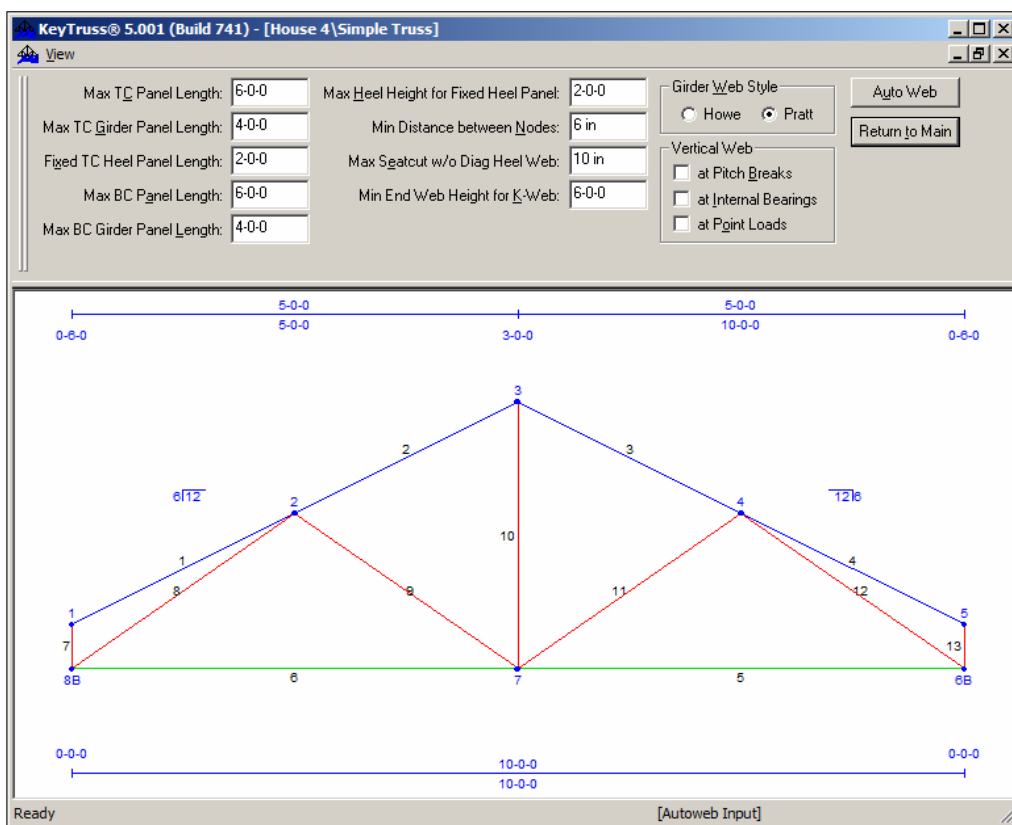 KeyTruss® 5.001 (Build 741) - [House 4\Simple Truss]
View
Max TC Panel Length: 6-0-0
Max TC Girder Panel Length: 4-0-0
Fixed TC Heel Panel Length: 2-0-0
Max BC Panel Length: 6-0-0
Max BC Girder Panel Length: 4-0-0
Max Heel Height for Fixed Heel Panel: 2-0-0
Min Distance between Nodes: 6 in
Max Seatcut w/o Diag Heel Web: 10 in
Min End Web Height for K-Web: 6-0-0
Girder Web Style
Howe Pratt
Vertical Web
at Pitch Breaks
at Internal Bearings
at Point Loads
Auto Web
Return to Main
5-0-0 5-0-0
5-0-0 10-0-0
0-6-0 3-0-0 0-6-0
3
2 3
6 12 12 6
2 4
10
1 4
8 9 11 12
1 5
7 13
8B 6 7 5 6B
0-0-0 0-0-0
10-0-0
10-0-0
Ready [Autoweb Input]